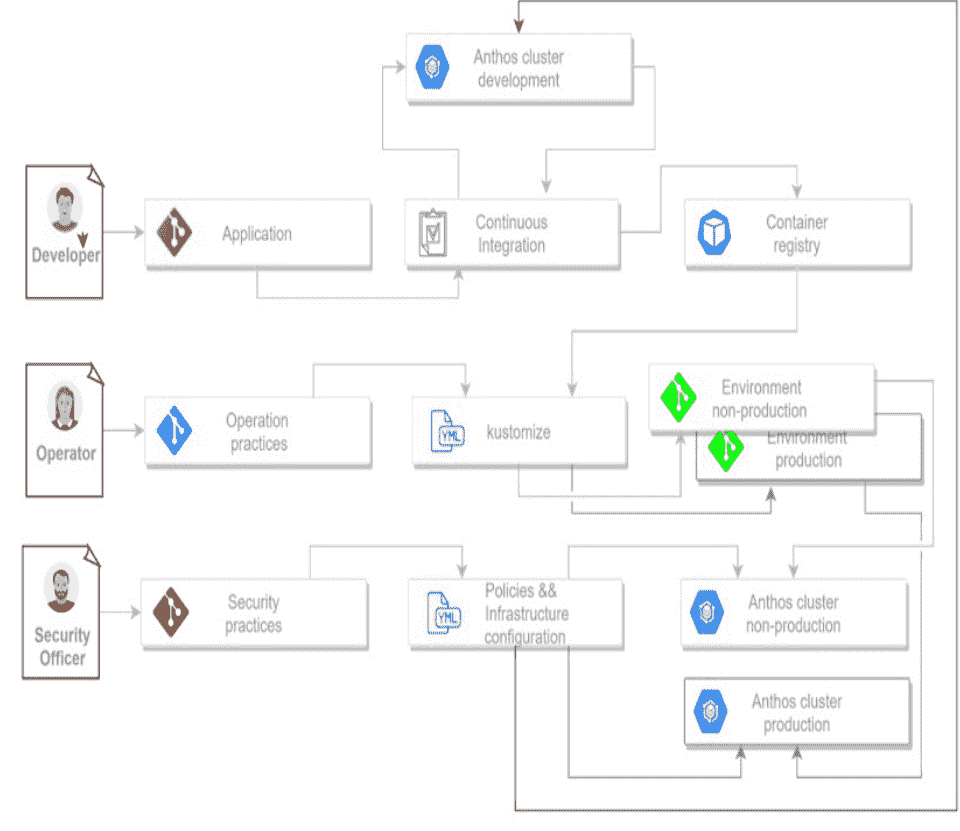 Anthos cluster
development
Developer
Application
Continuous
Integration
Container
registry
Operator
Operation
practices
YML
kustomize
Environment
non-production
Environment
production
Security
Officer
Security
practices
YML
Policies &&
Infrastructure
configuration
Anthos cluster
non-production
Anthos cluster
production